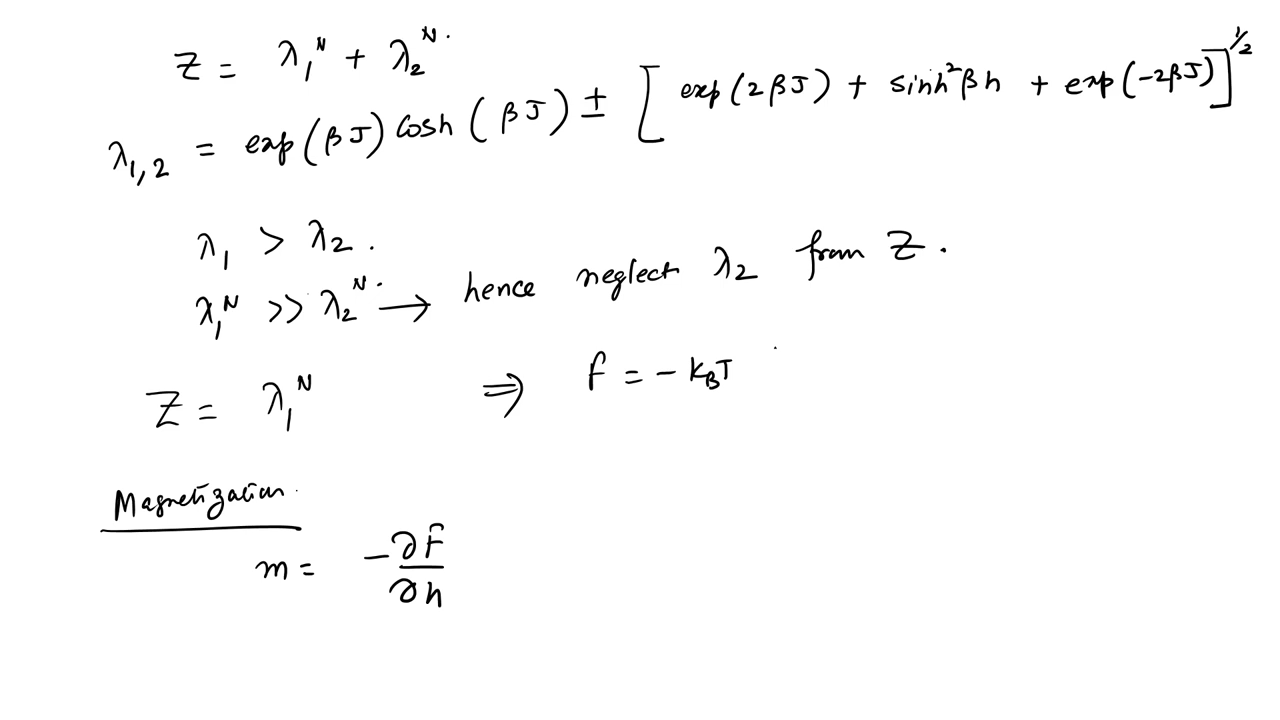 Z = λ₁ᴺ + λ₂ᴺ.
λ₁,₂ = exp(βJ) Cosh (βJ) ± [exp(2βJ) + sinh²βh + exp(-2βJ)]^1/2
λ₁ > λ₂.
λ₁ᴺ >> λ₂ᴺ. → hence neglect λ₂ from Z.
Z = λ₁ᴺ ⇒ f = - KBT
Magnetization.
m = -∂F/∂h